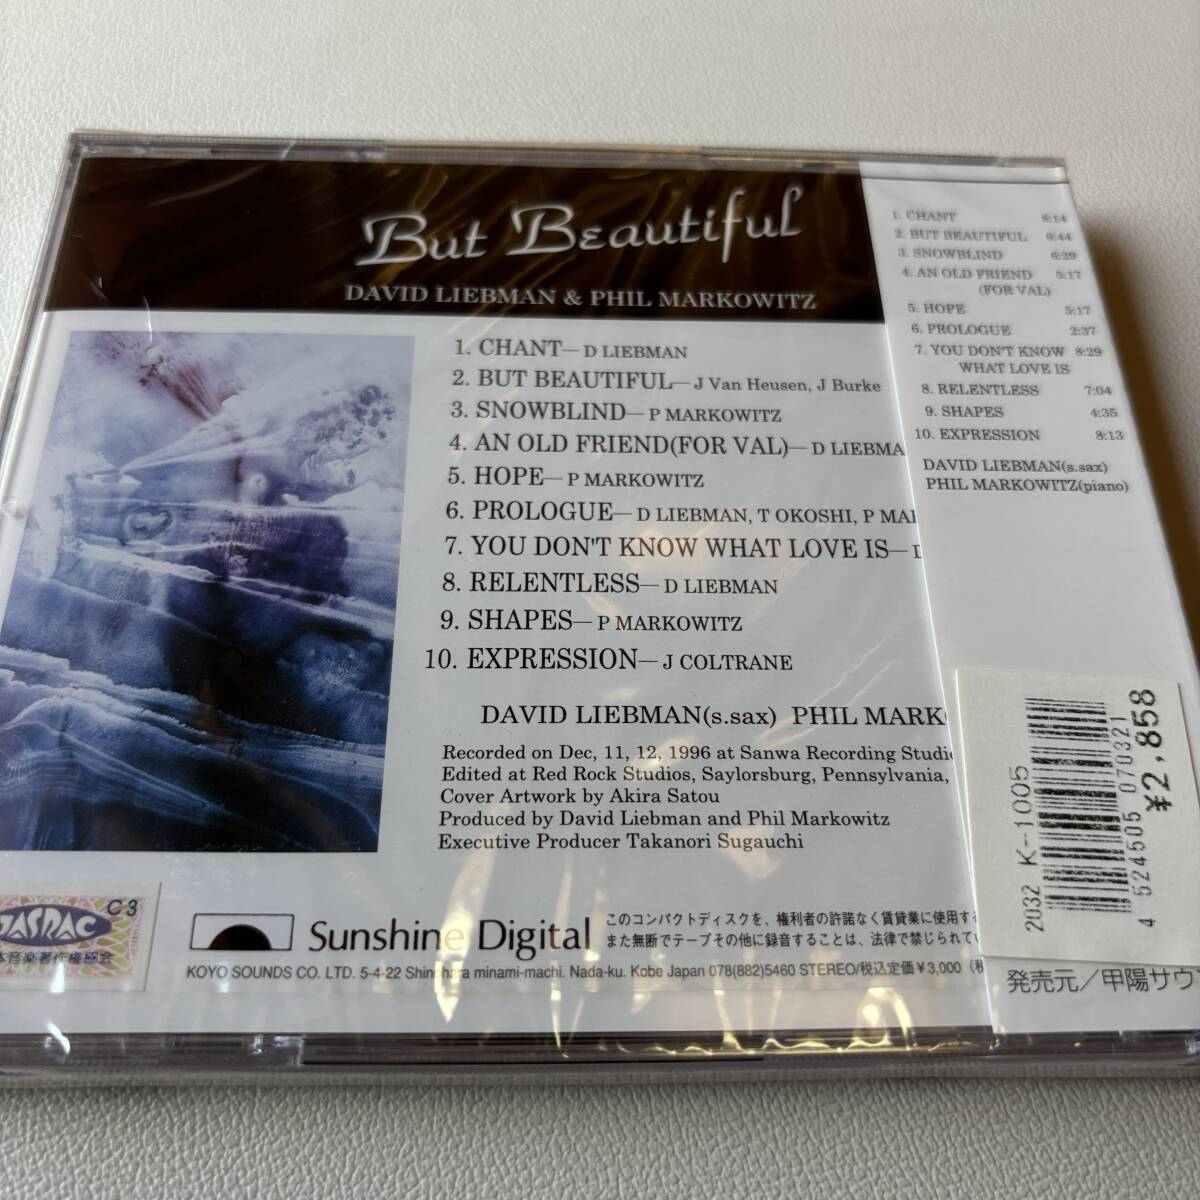 But Beautiful
DAVID LIEBMAN & PHIL MARKOWITZ
1. CHANT—D LIEBMAN
2. BUT BEAUTIFUL—J Van Heusen, J Burke
3. SNOWBLIND—P MARKOWITZ
4. AN OLD FRIEND(FOR VAL)—D LIEBMA
5. HOPE—P MARKOWITZ
6. PROLOGUE—D LIEBMAN, T OKOSHI, P MAR
7. YOU DON'T KNOW WHAT LOVE IS—D
8. RELENTLESS—D LIEBMAN
9. SHAPES—P MARKOWITZ
10. EXPRESSION—J COLTRANE
DAVID LIEBMAN(s.sax) PHIL MARK
Recorded on Dec, 11, 12, 1996 at Sanwa Recording Studi
Edited at Red Rock Studios, Saylorsburg, Pennsylvania,
Cover Artwork by Akira Satou
Produced by David Liebman and Phil Markowitz
Executive Producer Takanori Sugauchi
JASRAC
C3
本音楽著作権協会
Sunshine Digital
このコンパクトディスクを、権利者の許諾なく賃貸業に使用す
また無断でテープその他に録音することは、法律で禁じられてい
KOYO SOUNDS CO. LTD. 5-4-22 Shinohara minami-machi. Nada-ku. Kobe Japan 078(882)5460 STEREO/税込定価¥3,000
1. CHANT 8:14
2. BUT BEAUTIFUL 6:44
3. SNOWBLIND 6:29
4. AN OLD FRIEND 5:17
(FOR VAL)
5. HOPE 5:17
6. PROLOGUE 2:37
7. YOU DON'T KNOW 8:29
WHAT LOVE IS
8. RELENTLESS 7:04
9. SHAPES 4:35
10. EXPRESSION 8:13
DAVID LIEBMAN(s.sax)
PHIL MARKOWITZ(piano)
2032 K-1005
4 524505 070321
¥2,858
発売元／甲陽サウ